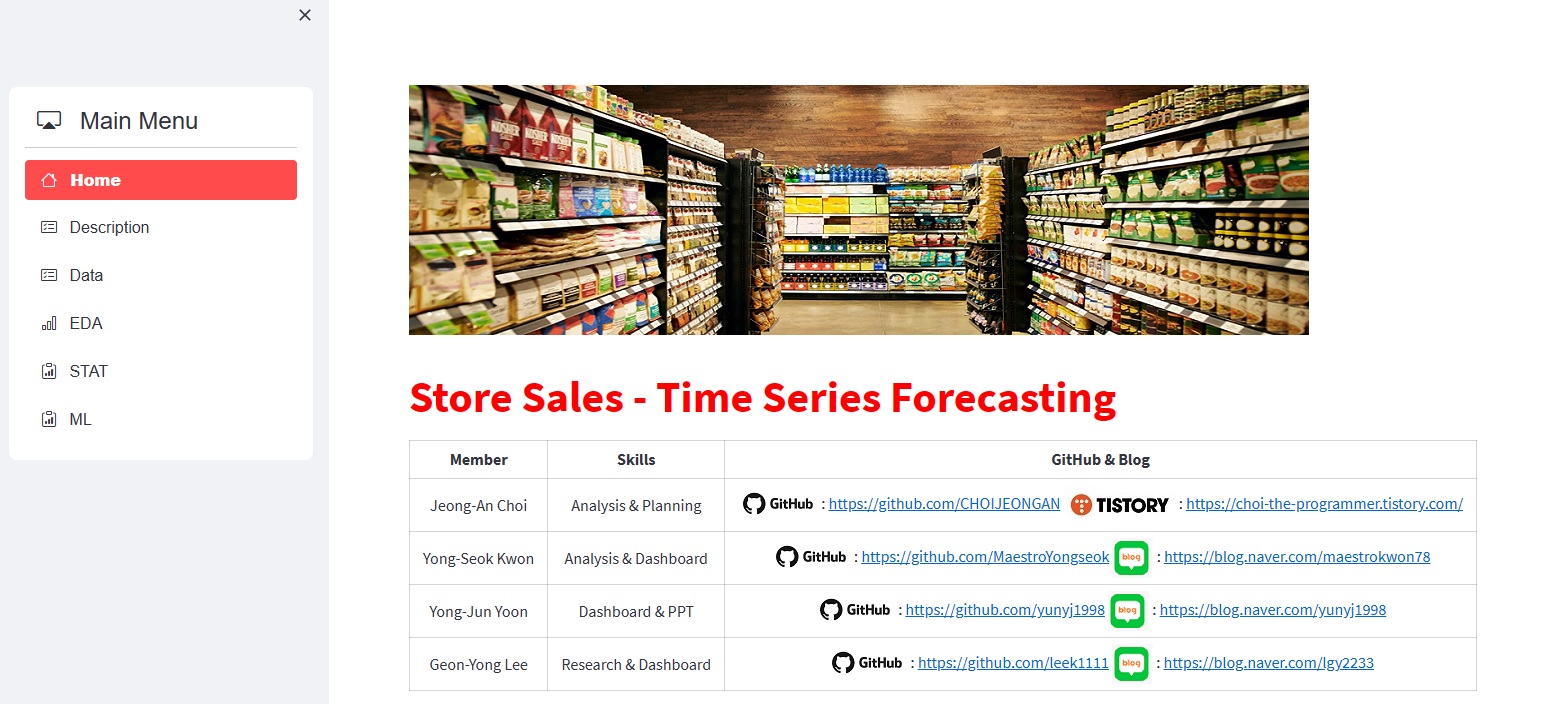 Main Menu
Home
Description
Data
EDA
STAT
ML
KOSHER
Store Sales - Time Series Forecasting
Member Skills GitHub & Blog
Jeong-An Choi Analysis & Planning GitHub : https://github.com/CHOIJEONGAN TISTORY : https://choi-the-programmer.tistory.com/
Yong-Seok Kwon Analysis & Dashboard GitHub : https://github.com/MaestroYongseok blog : https://blog.naver.com/maestrokwon78
Yong-Jun Yoon Dashboard & PPT GitHub : https://github.com/yunyj1998 blog : https://blog.naver.com/yunyj1998
Geon-Yong Lee Research & Dashboard GitHub : https://github.com/leek1111 blog : https://blog.naver.com/lgy2233